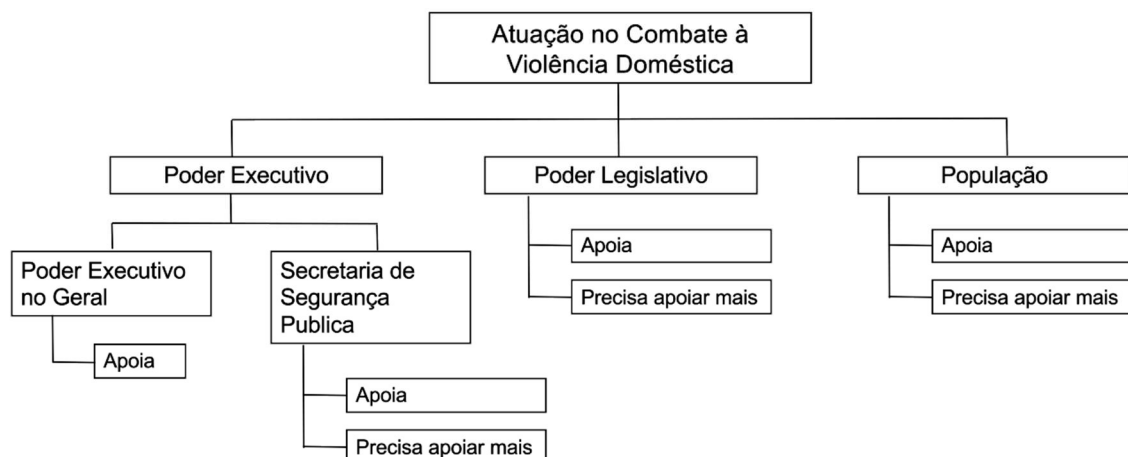 Atuação no Combate à
Violência Doméstica
Poder Executivo
Poder Legislativo
População
Poder Executivo
no Geral
Apoia
Secretaria de
Segurança
Publica
Apoia
Precisa apoiar mais
Apoia
Precisa apoiar mais
Apoia
Precisa apoiar mais